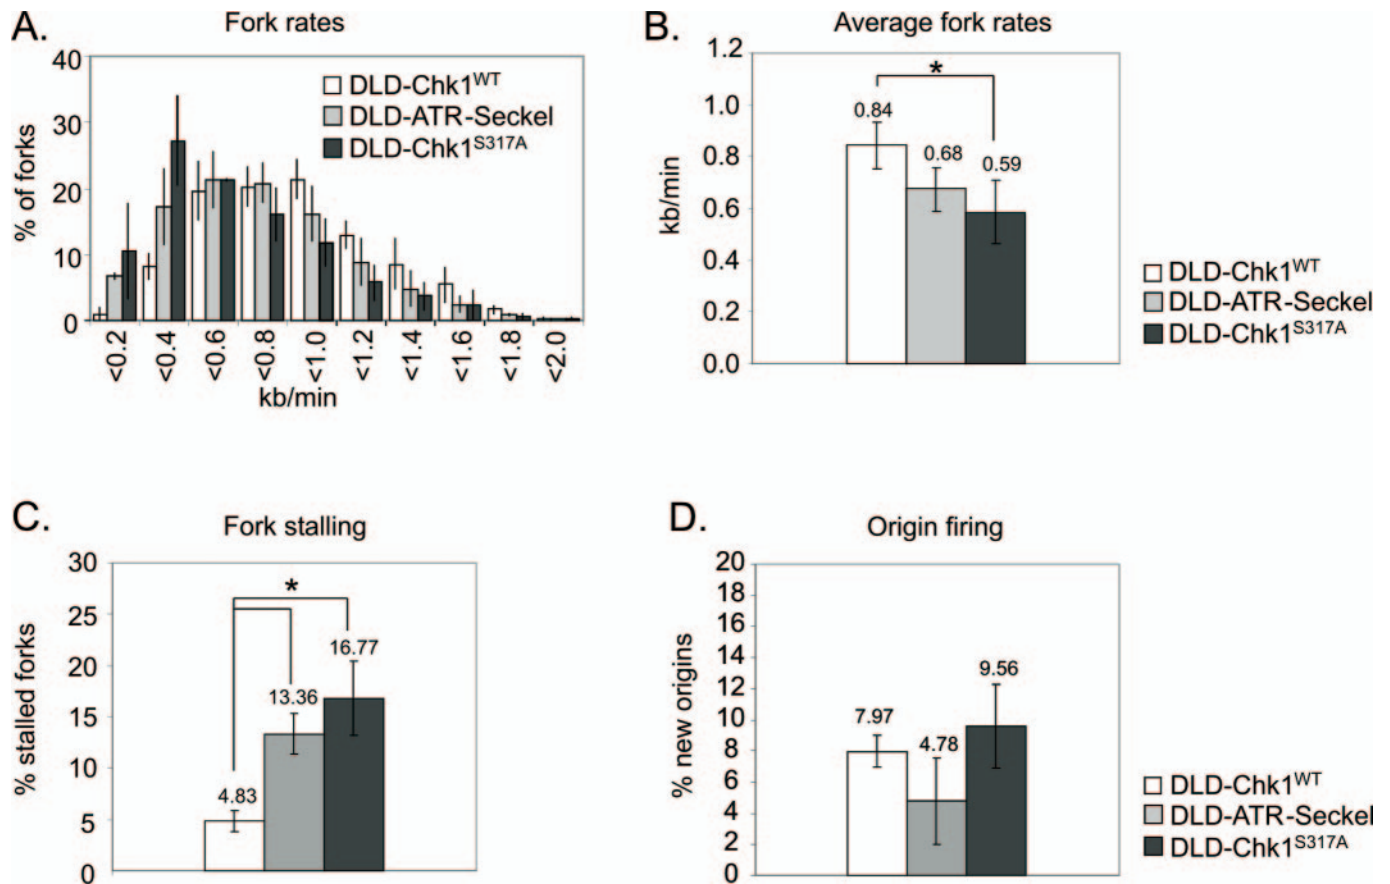 A. Fork rates
40
30
20
10
0
% of forks
DLD-Chk1WT
DLD-ATR-Seckel
DLD-Chk1S317A
<0.2 <0.4 <0.6 <0.8 <1.0 <1.2 <1.4 <1.6 <1.8 <2.0
kb/min
B. Average fork rates
1.2
1.0
0.8
0.6
0.4
0.2
0.0
kb/min
*
0.84
0.68
0.59
DLD-Chk1WT
DLD-ATR-Seckel
DLD-Chk1S317A
C. Fork stalling
30
25
20
15
10
5
0
% stalled forks
*
4.83
13.36
16.77
D. Origin firing
20
18
16
14
12
10
8
6
4
2
0
% new origins
7.97
4.78
9.56
DLD-Chk1WT
DLD-ATR-Seckel
DLD-Chk1S317A